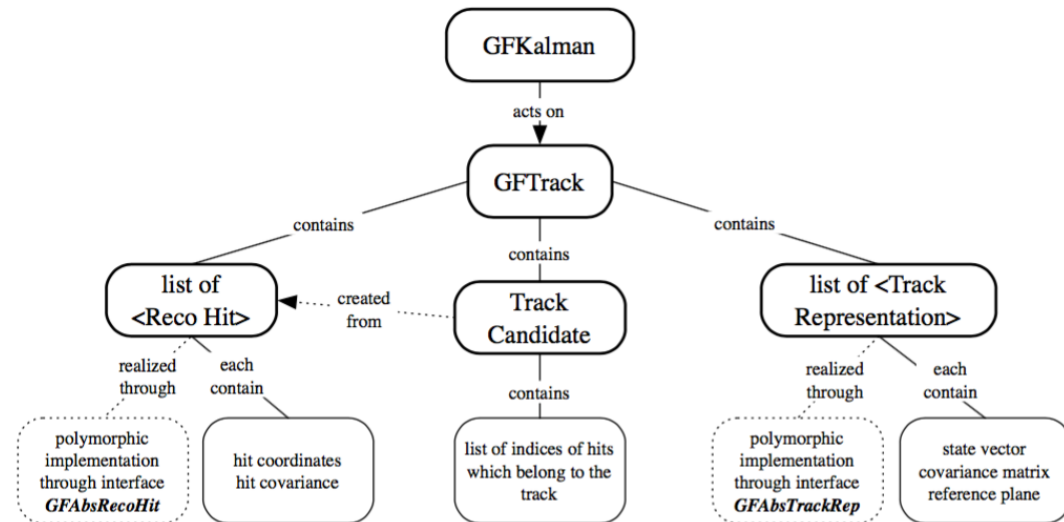 GFKalman
acts on
GFTrack
contains
contains
contains
list of
<Reco Hit>
created
from
Track
Candidate
list of <Track
Representation>
realized
through
each
contain
contains
realized
through
each
contain
polymorphic
implementation
through interface
GFAbsRecoHit
hit coordinates
hit covariance
list of indices of hits
which belong to the
track
polymorphic
implementation
through interface
GFAbsTrackRep
state vector
covariance matrix
reference plane